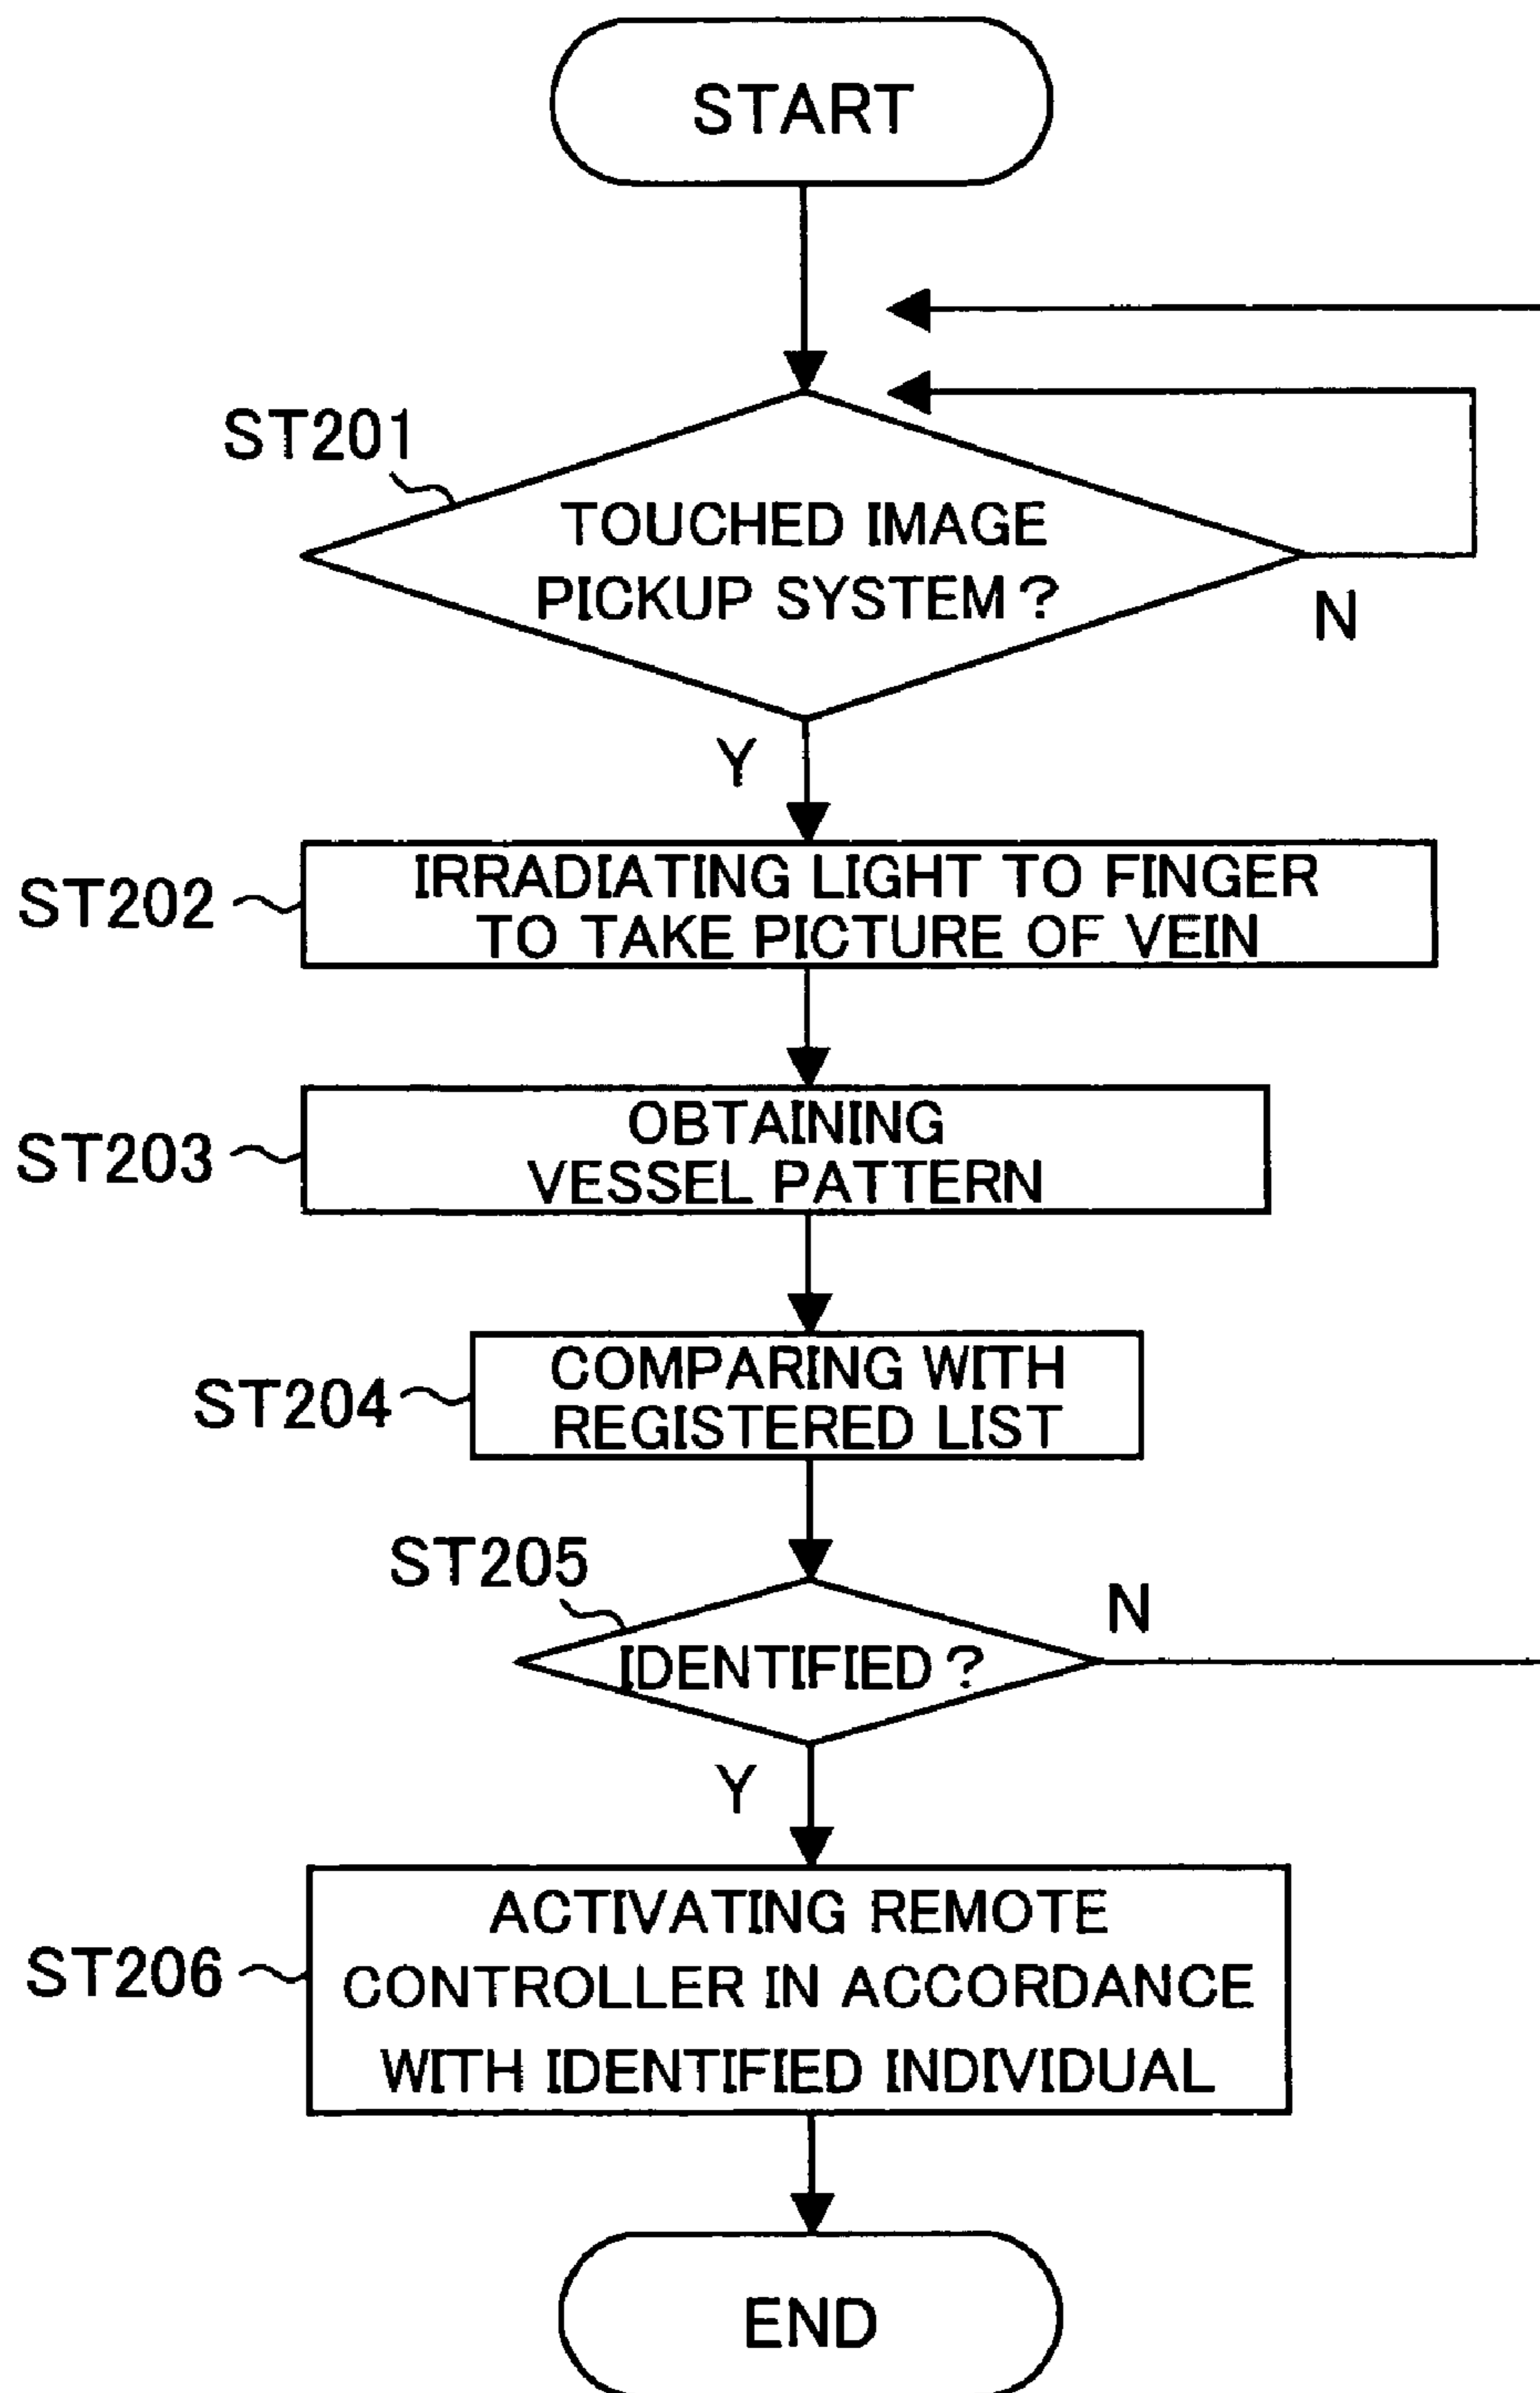 START
ST201
TOUCHED IMAGE
PICKUP SYSTEM?
N
Y
ST202
IRRADIATING LIGHT TO FINGER
TO TAKE PICTURE OF VEIN
ST203
OBTAINING
VESSEL PATTERN
ST204
COMPARING WITH
REGISTERED LIST
ST205
N
IDENTIFIED?
Y
ST206
ACTIVATING REMOTE
CONTROLLER IN ACCORDANCE
WITH IDENTIFIED INDIVIDUAL
END